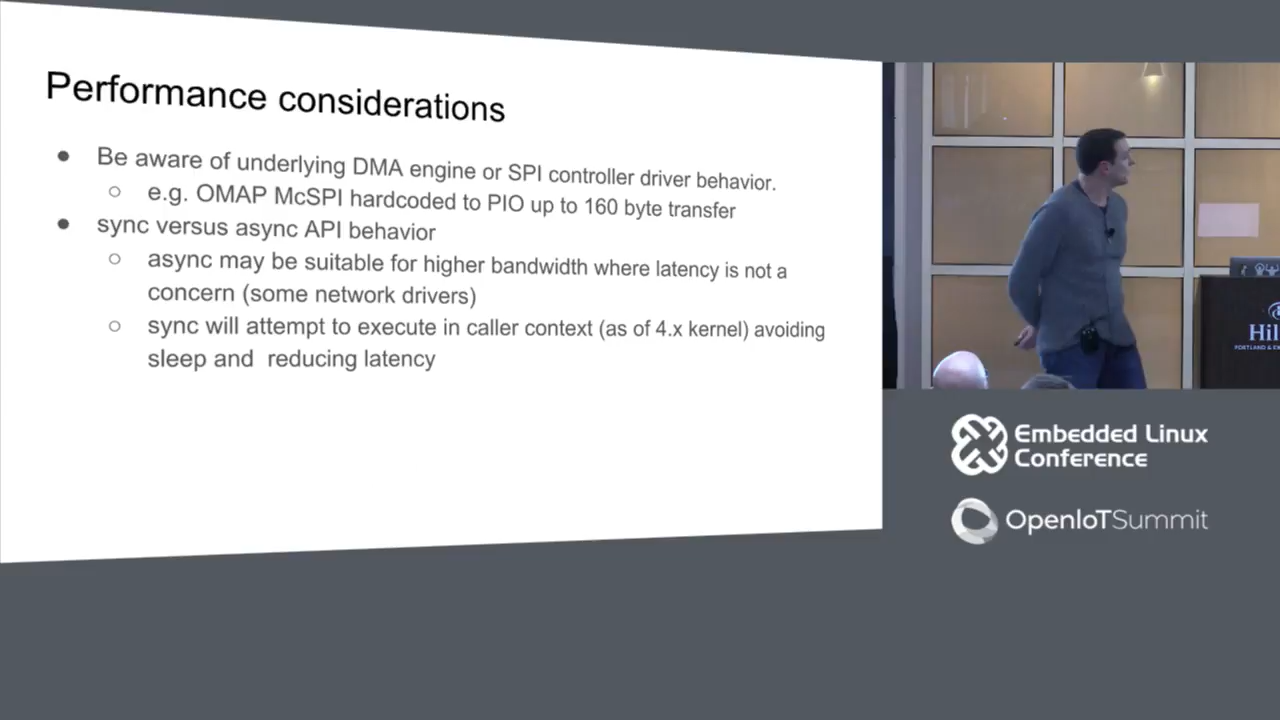 Performance considerations
● Be aware of underlying DMA engine or SPI controller driver behavior.
○ e.g. OMAP McSPI hardcoded to PIO up to 160 byte transfer
● sync versus async API behavior
○ async may be suitable for higher bandwidth where latency is not a
concern (some network drivers)
○ sync will attempt to execute in caller context (as of 4.x kernel) avoiding
sleep and reducing latency
Hil
PORTLAND &
Embedded Linux
Conference
OpenIoTSummit